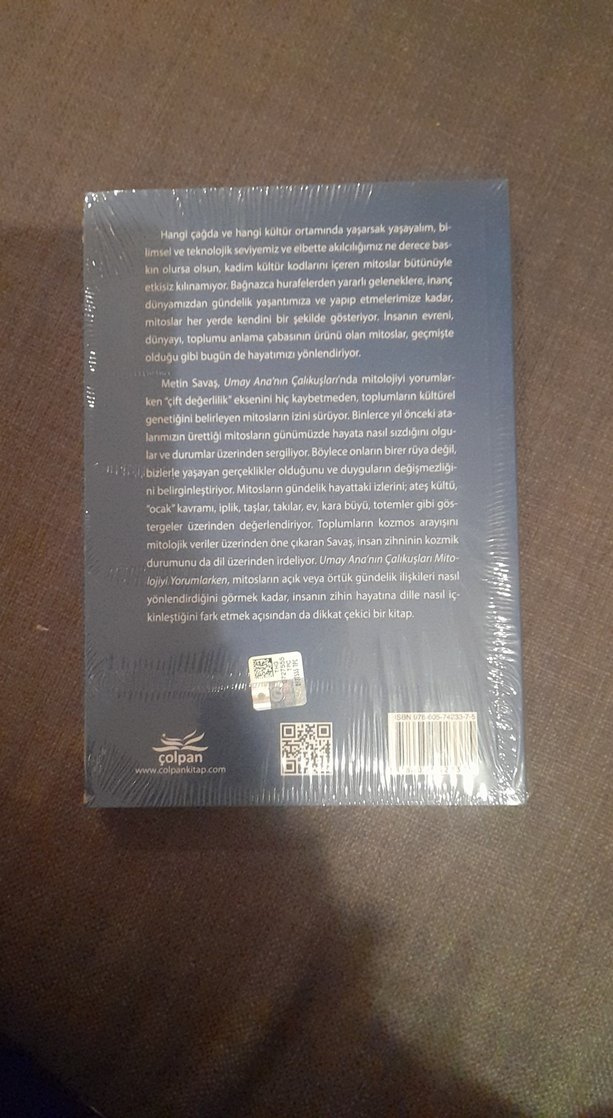 Hangi çağda ve hangi kültür ortamında yaşarsak yaşayalım, bi-
limsel ve teknolojik seviyemiz ve elbette akılcılığımız ne derece bas-
kın olursa olsun, kadim kültür kodlarını içeren mitoslar bütünüyle
etkisiz kılınamıyor. Bağnazca hurafelerden yararlı geleneklere, inanç
dünyamızdan gündelik yaşantımıza ve yapıp etmelerimize kadar,
mitoslar her yerde kendini bir şekilde gösteriyor. İnsanın evreni,
dünyayı, toplumu anlama çabasının ürünü olan mitoslar, geçmişte
olduğu gibi bugün de hayatımızı yönlendiriyor.
Metin Savaş, Umay Ana'nın Çalıkuşları'nda mitolojiyi yorumlar-
ken "çift değerlilik" eksenini hiç kaybetmeden, toplumların kültürel
genetiğini belirleyen mitosların izini sürüyor. Binlerce yıl önceki ata-
larımızın ürettiği mitosların günümüzde hayata nasıl sızdığını olgu-
lar ve durumlar üzerinden sergiliyor. Böylece onların birer rüya değil,
bizlerle yaşayan gerçeklikler olduğunu ve duyguların değişmezliği-
ni belirginleştiriyor. Mitosların gündelik hayattaki izlerini; ateş kültü,
"ocak" kavramı, iplik, taşlar, takılar, ev, kara büyü, totemler gibi gös-
tergeler üzerinden değerlendiriyor. Toplumların kozmos arayışını
mitolojik veriler üzerinden öne çıkaran Savaş, insan zihninin kozmik
durumunu da dil üzerinden irdeliyor. Umay Ana'nın Çalıkuşları Mito-
lojiyi Yorumlarken, mitosların açık veya örtük gündelik ilişkileri nasıl
yönlendirdiğini görmek kadar, insanın zihin hayatına dille nasıl iç-
kinleştiğini fark etmek açısından da dikkat çekici bir kitap.
çolpan
www.colpankitap.com
ISBN 978-605-74233-7-5